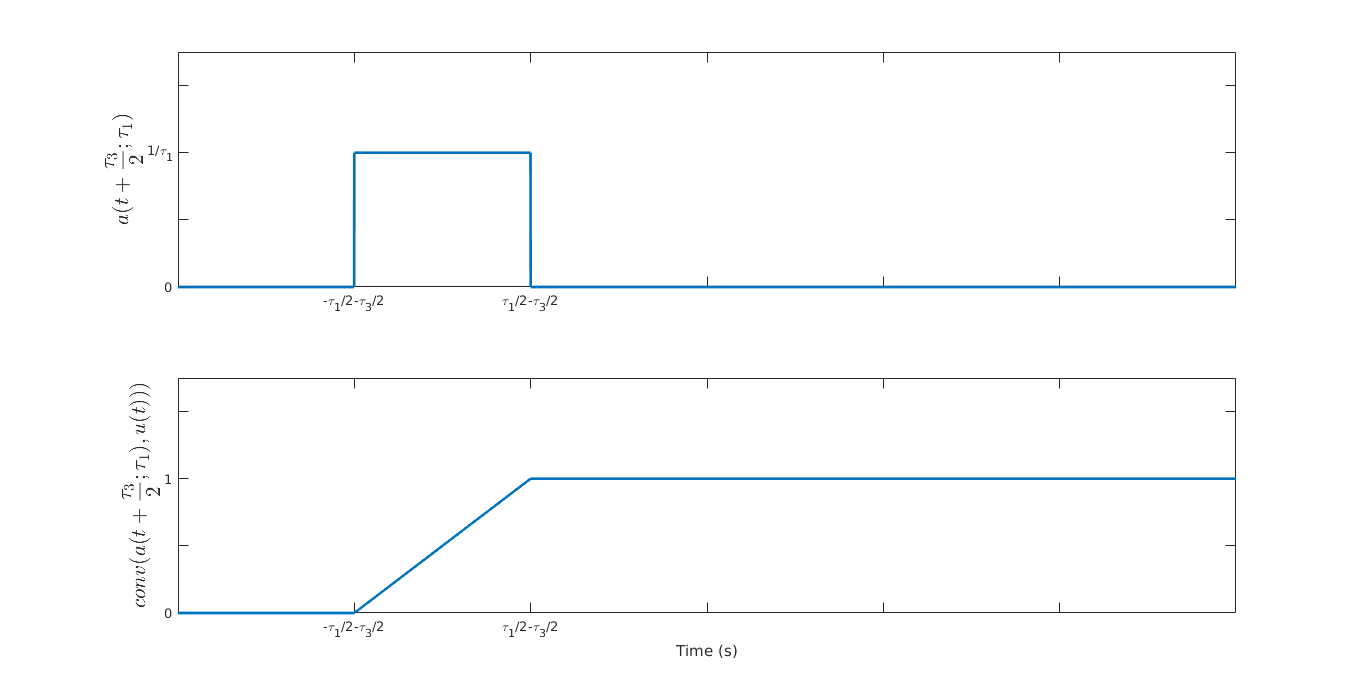 a(t + τ₃/2; τ₁)
1/τ₁
0
-τ₁/2-τ₃/2
τ₁/2-τ₃/2
conv(a(t + τ₃/2; τ₁), u(t)))
1
0
-τ₁/2-τ₃/2
τ₁/2-τ₃/2
Time (s)